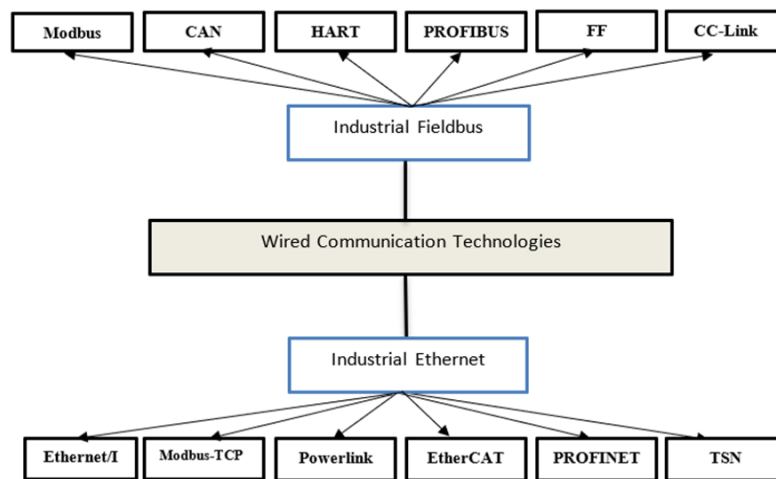 Modbus
CAN
HART
PROFIBUS
FF
CC-Link
Industrial Fieldbus
Wired Communication Technologies
Industrial Ethernet
Ethernet/I
Modbus-TCP
Powerlink
EtherCAT
PROFINET
TSN